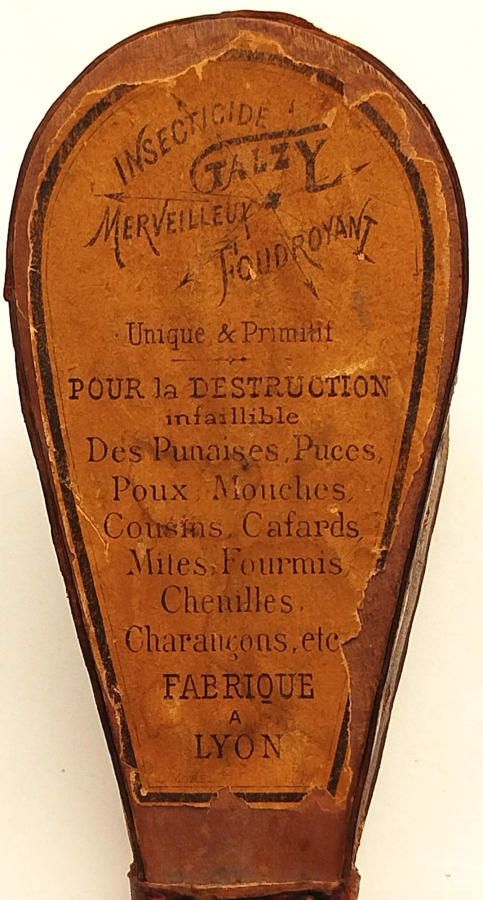 INSECTICIDE
GALZY
MERVEILLEUX
FOUDROYANT
Unique & Primitif
POUR la DESTRUCTION
infaillible
Des Punaises, Puces,
Poux, Mouches,
Cousins, Cafards,
Mites, Fourmis,
Chenilles,
Charançons, etc
FABRIQUE
A
LYON